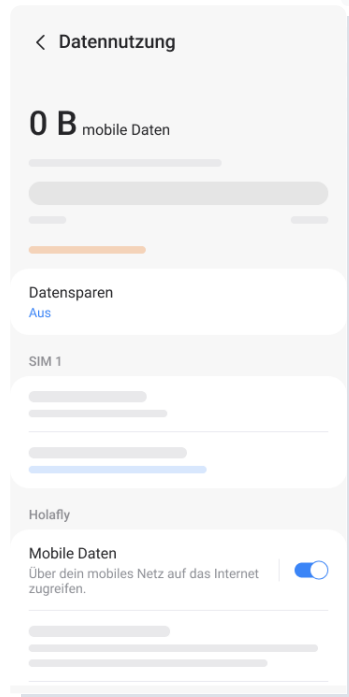 Datennutzung
0 B mobile Daten
Datensparen
Aus
SIM 1
Holafly
Mobile Daten
Über dein mobiles Netz auf das Internet
zugreifen.